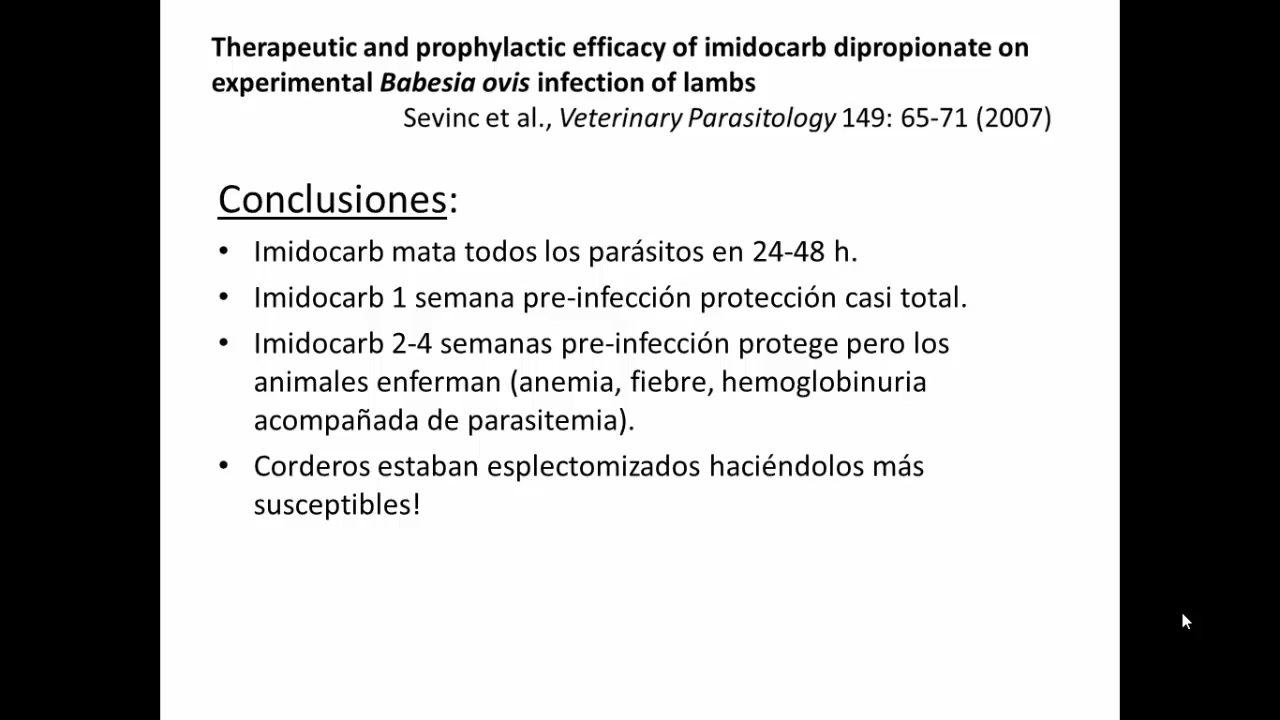 Therapeutic and prophylactic efficacy of imidocarb dipropionate on
experimental Babesia ovis infection of lambs
Sevinc et al., Veterinary Parasitology 149: 65-71 (2007)
Conclusiones:
• Imidocarb mata todos los parásitos en 24-48 h.
• Imidocarb 1 semana pre-infección protección casi total.
• Imidocarb 2-4 semanas pre-infección protege pero los
animales enferman (anemia, fiebre, hemoglobinuria
acompañada de parasitemia).
• Corderos estaban esplectomizados haciéndolos más
susceptibles!